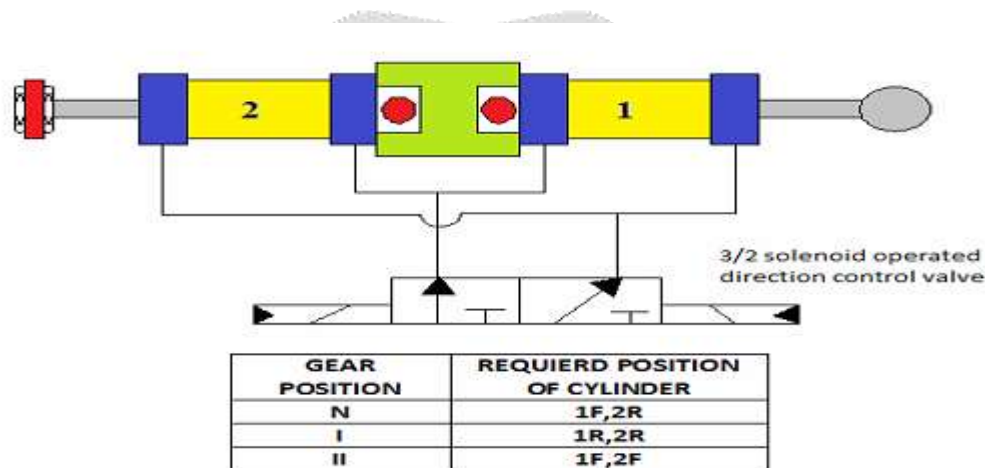 2
1
3/2 solenoid operated
direction control valve
GEAR POSITION
REQUIERD POSITION OF CYLINDER
N
1F,2R
I
1R,2R
II
1F,2F